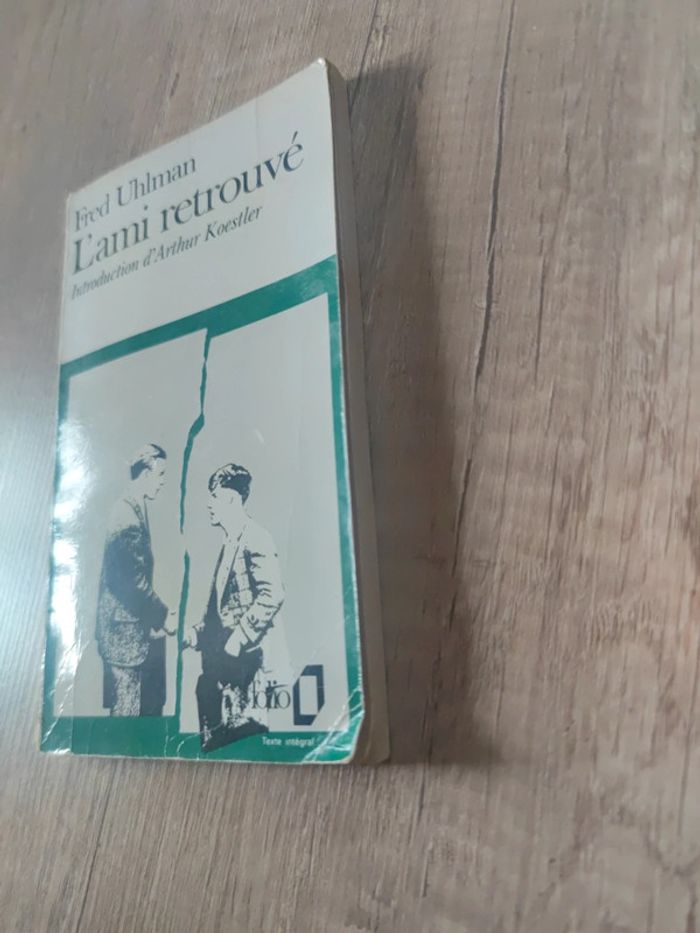 Fred Uhlman
L'ami retrouvé
Introduction d'Arthur Koestler
folio
Texte intégral